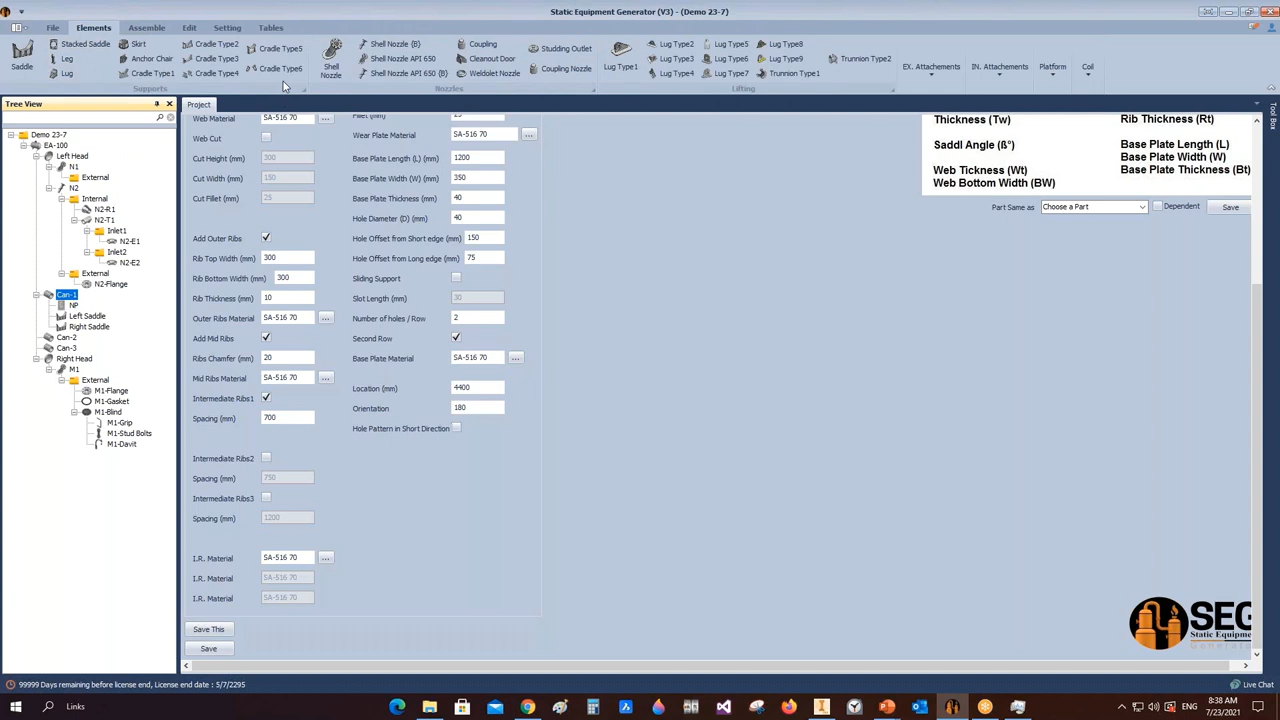 Static Equipment Generator (V3) - (Demo 23-7)
File Elements Assemble Edit Setting Tables
Saddle
Stacked Saddle
Leg
Lug
Skirt
Anchor Chair
Cradle Type1
Cradle Type2
Cradle Type3
Cradle Type4
Cradle Type5
Cradle Type6
Supports
Shell Nozzle
Shell Nozzle (B)
Shell Nozzle API 650
Shell Nozzle API 650 (B)
Coupling
Cleanout Door
Weldolet Nozzle
Studding Outlet
Coupling Nozzle
Nozzles
Lug Type1
Lug Type2
Lug Type3
Lug Type4
Lug Type5
Lug Type6
Lug Type7
Lug Type8
Lug Type9
Trunnion Type1
Trunnion Type2
Lifting
EX. Attachments
IN. Attachments
Platform
Coil
Tree View
Demo 23-7
EA-100
Left Head
N1
External
N2
Internal
N2-R1
N2-T1
Inlet1
N2-E1
Inlet2
N2-E2
External
N2-Flange
Can-1
NP
Left Saddle
Right Saddle
Can-2
Can-3
Right Head
M1
External
M1-Flange
M1-Gasket
M1-Blind
M1-Grip
M1-Stud Bolts
M1-Davit
Project
Web Material SA-516 70 ...
Web Cut
Cut Height (mm) 300
Cut Width (mm) 150
Cut Fillet (mm) 25
Add Outer Ribs
Rib Top Width (mm) 300
Rib Bottom Width (mm) 300
Rib Thickness (mm) 10
Outer Ribs Material SA-516 70 ...
Add Mid Ribs
Ribs Chamfer (mm) 20
Mid Ribs Material SA-516 70 ...
Intermediate Ribs1
Spacing (mm) 700
Intermediate Ribs2
Spacing (mm) 750
Intermediate Ribs3
Spacing (mm) 1200
I.R. Material SA-516 70 ...
I.R. Material SA-516 70
I.R. Material SA-516 70
Save This
Save
Fillet (mm) 25
Wear Plate Material SA-516 70 ...
Base Plate Length (L) (mm) 1200
Base Plate Width (W) (mm) 350
Base Plate Thickness (mm) 40
Hole Diameter (D) (mm) 40
Hole Offset from Short edge (mm) 150
Hole Offset from Long edge (mm) 75
Sliding Support
Slot Length (mm) 30
Number of holes / Row 2
Second Row
Base Plate Material SA-516 70 ...
Location (mm) 4400
Orientation 180
Hole Pattern in Short Direction
Thickness (Tw)
Saddl Angle (ß°)
Web Tickness (Wt)
Web Bottom Width (BW)
Rib Thickness (Rt)
Base Plate Length (L)
Base Plate Width (W)
Base Plate Thickness (Bt)
Part Same as Choose a Part Dependent Save
Tool Box
SEG
Static Equipm
Generator
99999 Days remaining before license end, License end date : 5/7/2295
Live Chat
Links
8:38 AM
7/23/2021